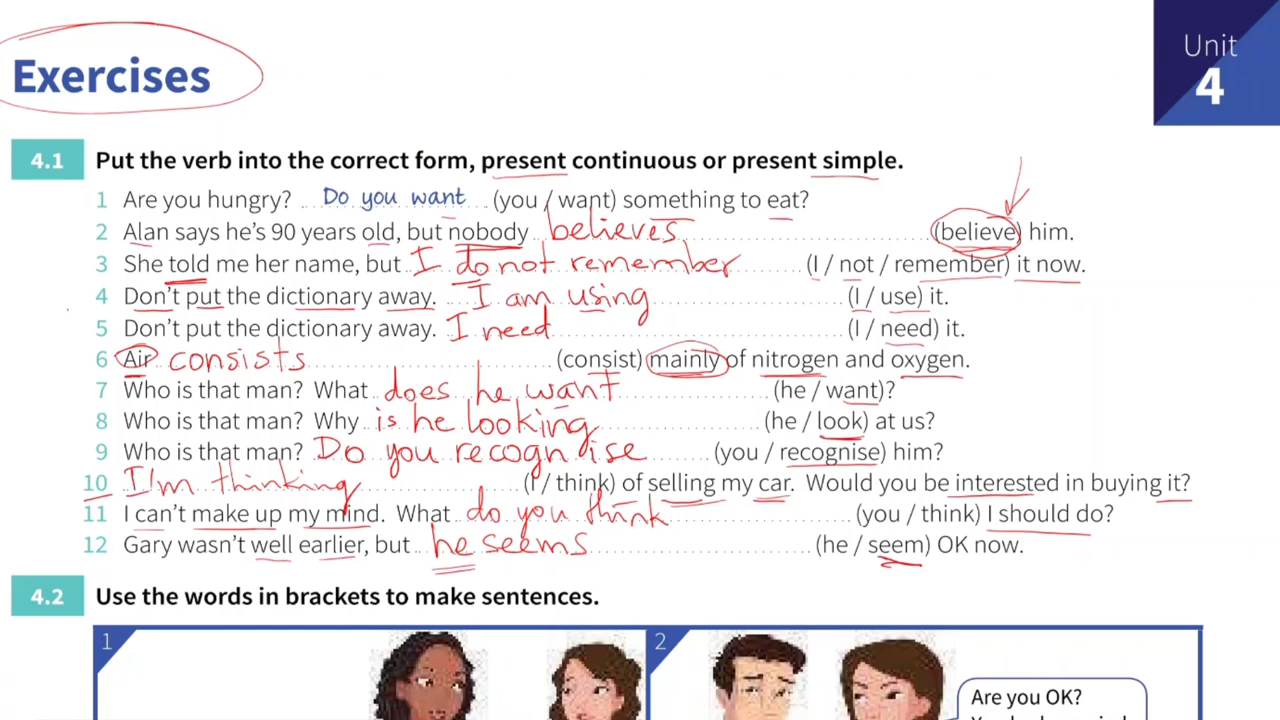 Exercises
Unit
4
4.1 Put the verb into the correct form, present continuous or present simple.
1 Are you hungry? Do you want (you / want) something to eat?
2 Alan says he's 90 years old, but nobody believes (believe) him.
3 She told me her name, but I do not remember (I / not / remember) it now.
4 Don't put the dictionary away. I am using (I / use) it.
5 Don't put the dictionary away. I need (I / need) it.
6 Air consists (consist) mainly of nitrogen and oxygen.
7 Who is that man? What does he want (he / want)?
8 Who is that man? Why is he looking (he / look) at us?
9 Who is that man? Do you recognise (you / recognise) him?
10 I'm thinking (I / think) of selling my car. Would you be interested in buying it?
11 I can't make up my mind. What do you think (you / think) I should do?
12 Gary wasn't well earlier, but he seems (he / seem) OK now.
4.2 Use the words in brackets to make sentences.
1
2
Are you OK?